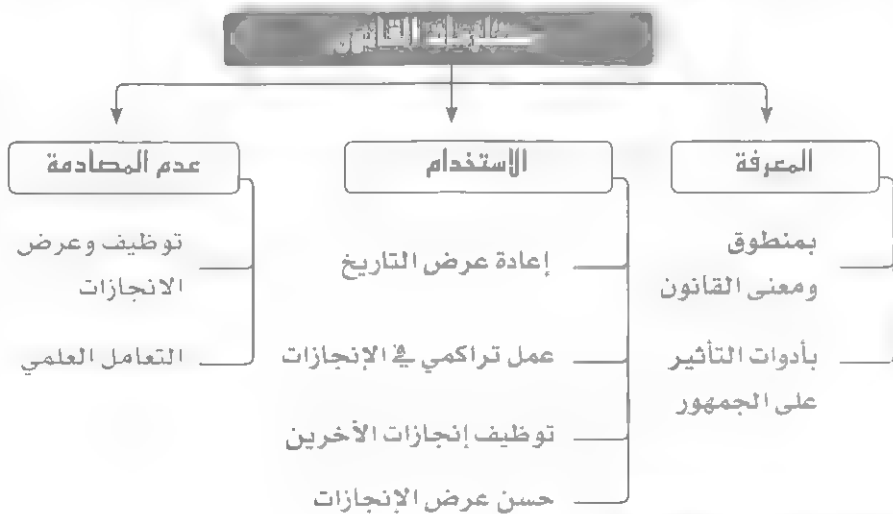 المعرفة
بمنطوق
ومعنى القانون
بأدوات التأثير
على الجمهور
الاستخدام
إعادة عرض التاريخ
عمل تراكمي في الإنجازات
توظيف إنجازات الآخرين
حسن عرض الإنجازات
عدم المصادمة
توظيف وعرض
الانجازات
التعامل العلمي